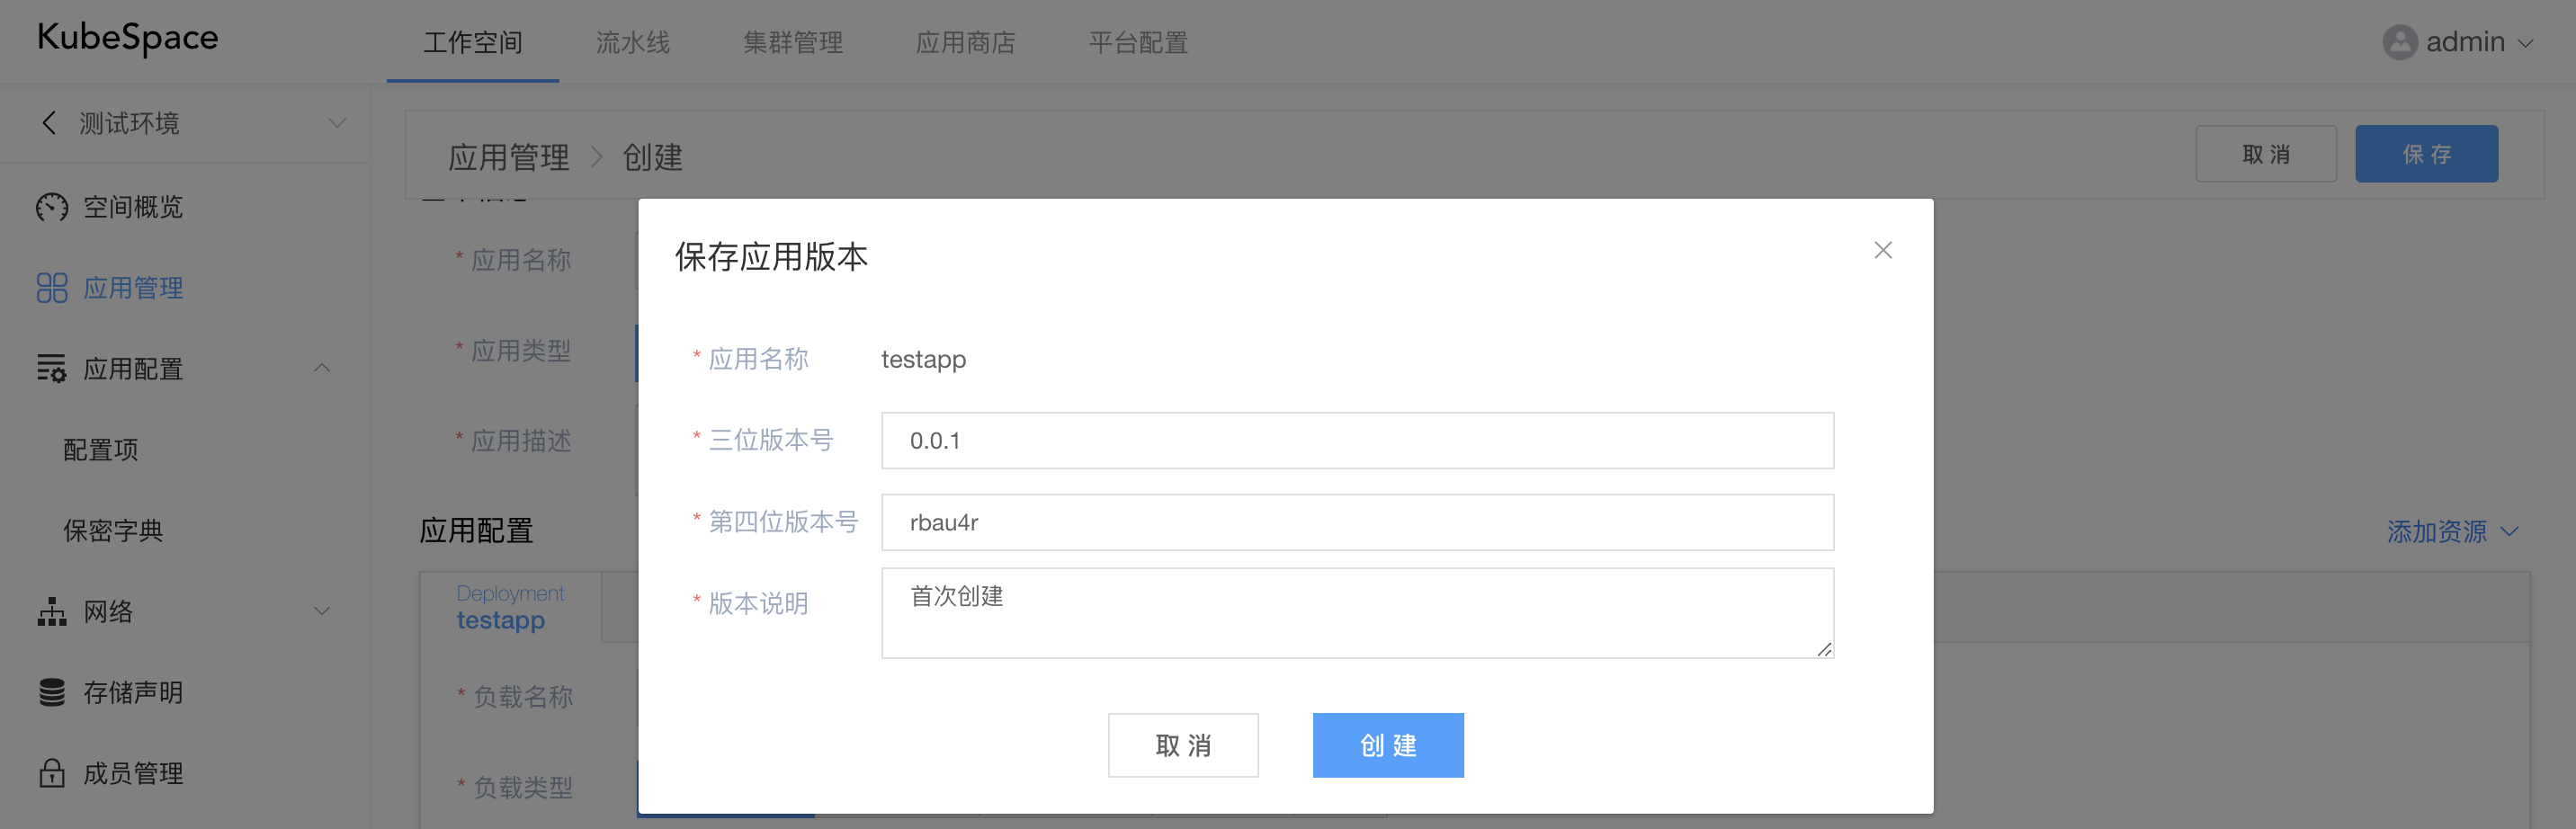 KubeSpace
工作空间
流水线
集群管理
应用商店
平台配置
admin
测试环境
应用管理 > 创建
取 消
保 存
空间概览
应用管理
应用配置
配置项
保密字典
网络
存储声明
成员管理
* 应用名称
* 应用类型
* 应用描述
应用配置
添加资源
Deployment
testapp
* 负载名称
* 负载类型
保存应用版本
* 应用名称 testapp
* 三位版本号 0.0.1
* 第四位版本号 rbau4r
* 版本说明 首次创建
取 消
创 建